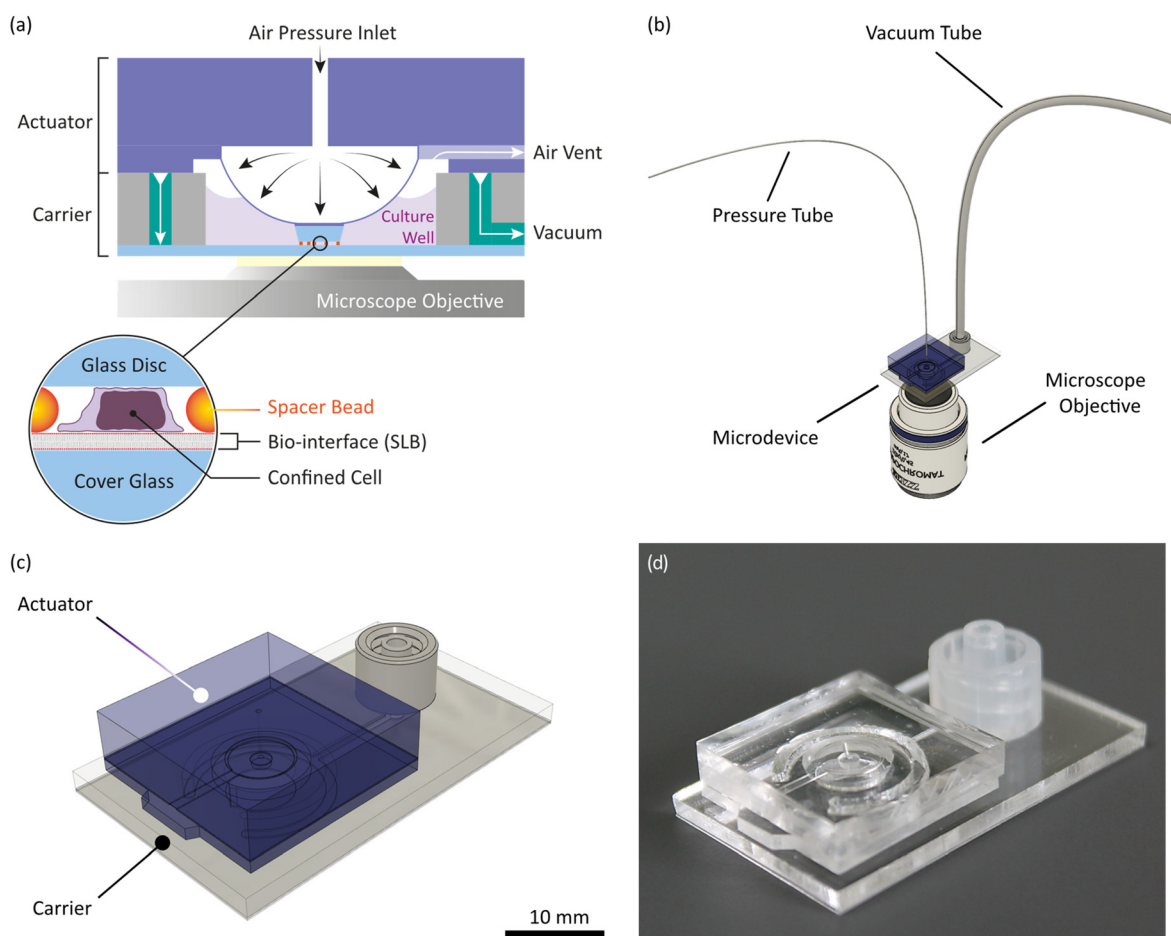 (a)
Air Pressure Inlet
Actuator
Air Vent
Carrier
Culture
Well
Vacuum
Microscope Objective
Glass Disc
Spacer Bead
Bio-interface (SLB)
Confined Cell
Cover Glass
(b)
Vacuum Tube
Pressure Tube
Microscope
Objective
Microdevice
(c)
Actuator
Carrier
10 mm
(d)